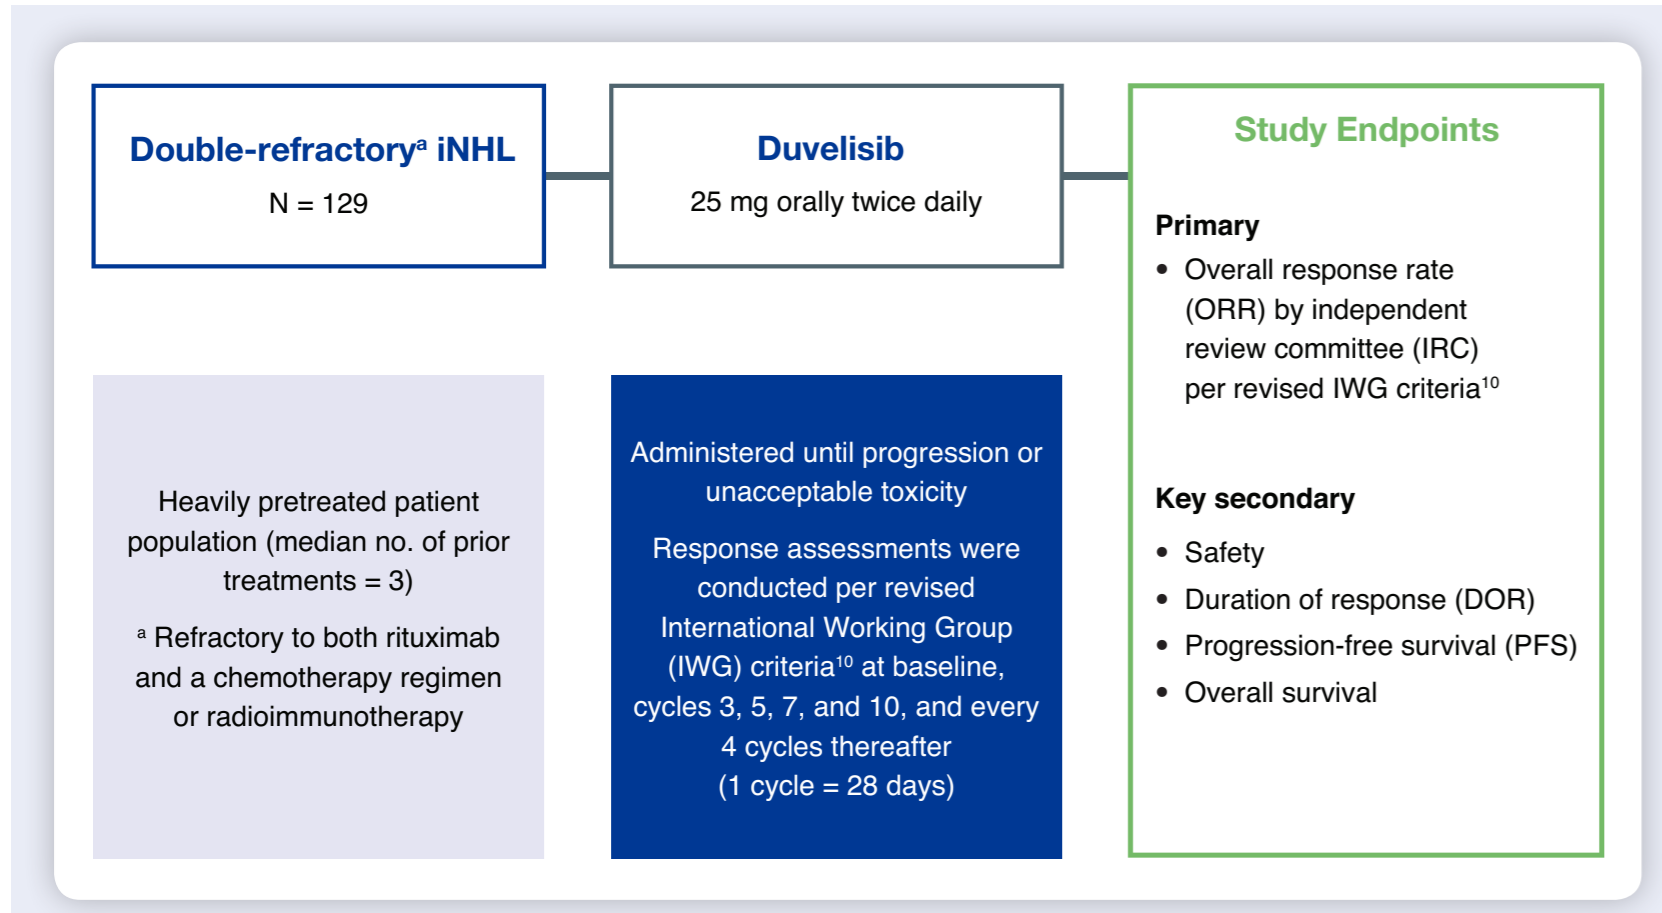 Double-refractoryᵃ iNHL
N = 129
Heavily pretreated patient
population (median no. of prior
treatments = 3)
ᵃ Refractory to both rituximab
and a chemotherapy regimen
or radioimmunotherapy
Duvelisib
25 mg orally twice daily
Administered until progression or
unacceptable toxicity
Response assessments were
conducted per revised
International Working Group
(IWG) criteria¹⁰ at baseline,
cycles 3, 5, 7, and 10, and every
4 cycles thereafter
(1 cycle = 28 days)
Study Endpoints
Primary
• Overall response rate
(ORR) by independent
review committee (IRC)
per revised IWG criteria¹⁰
Key secondary
• Safety
• Duration of response (DOR)
• Progression-free survival (PFS)
• Overall survival